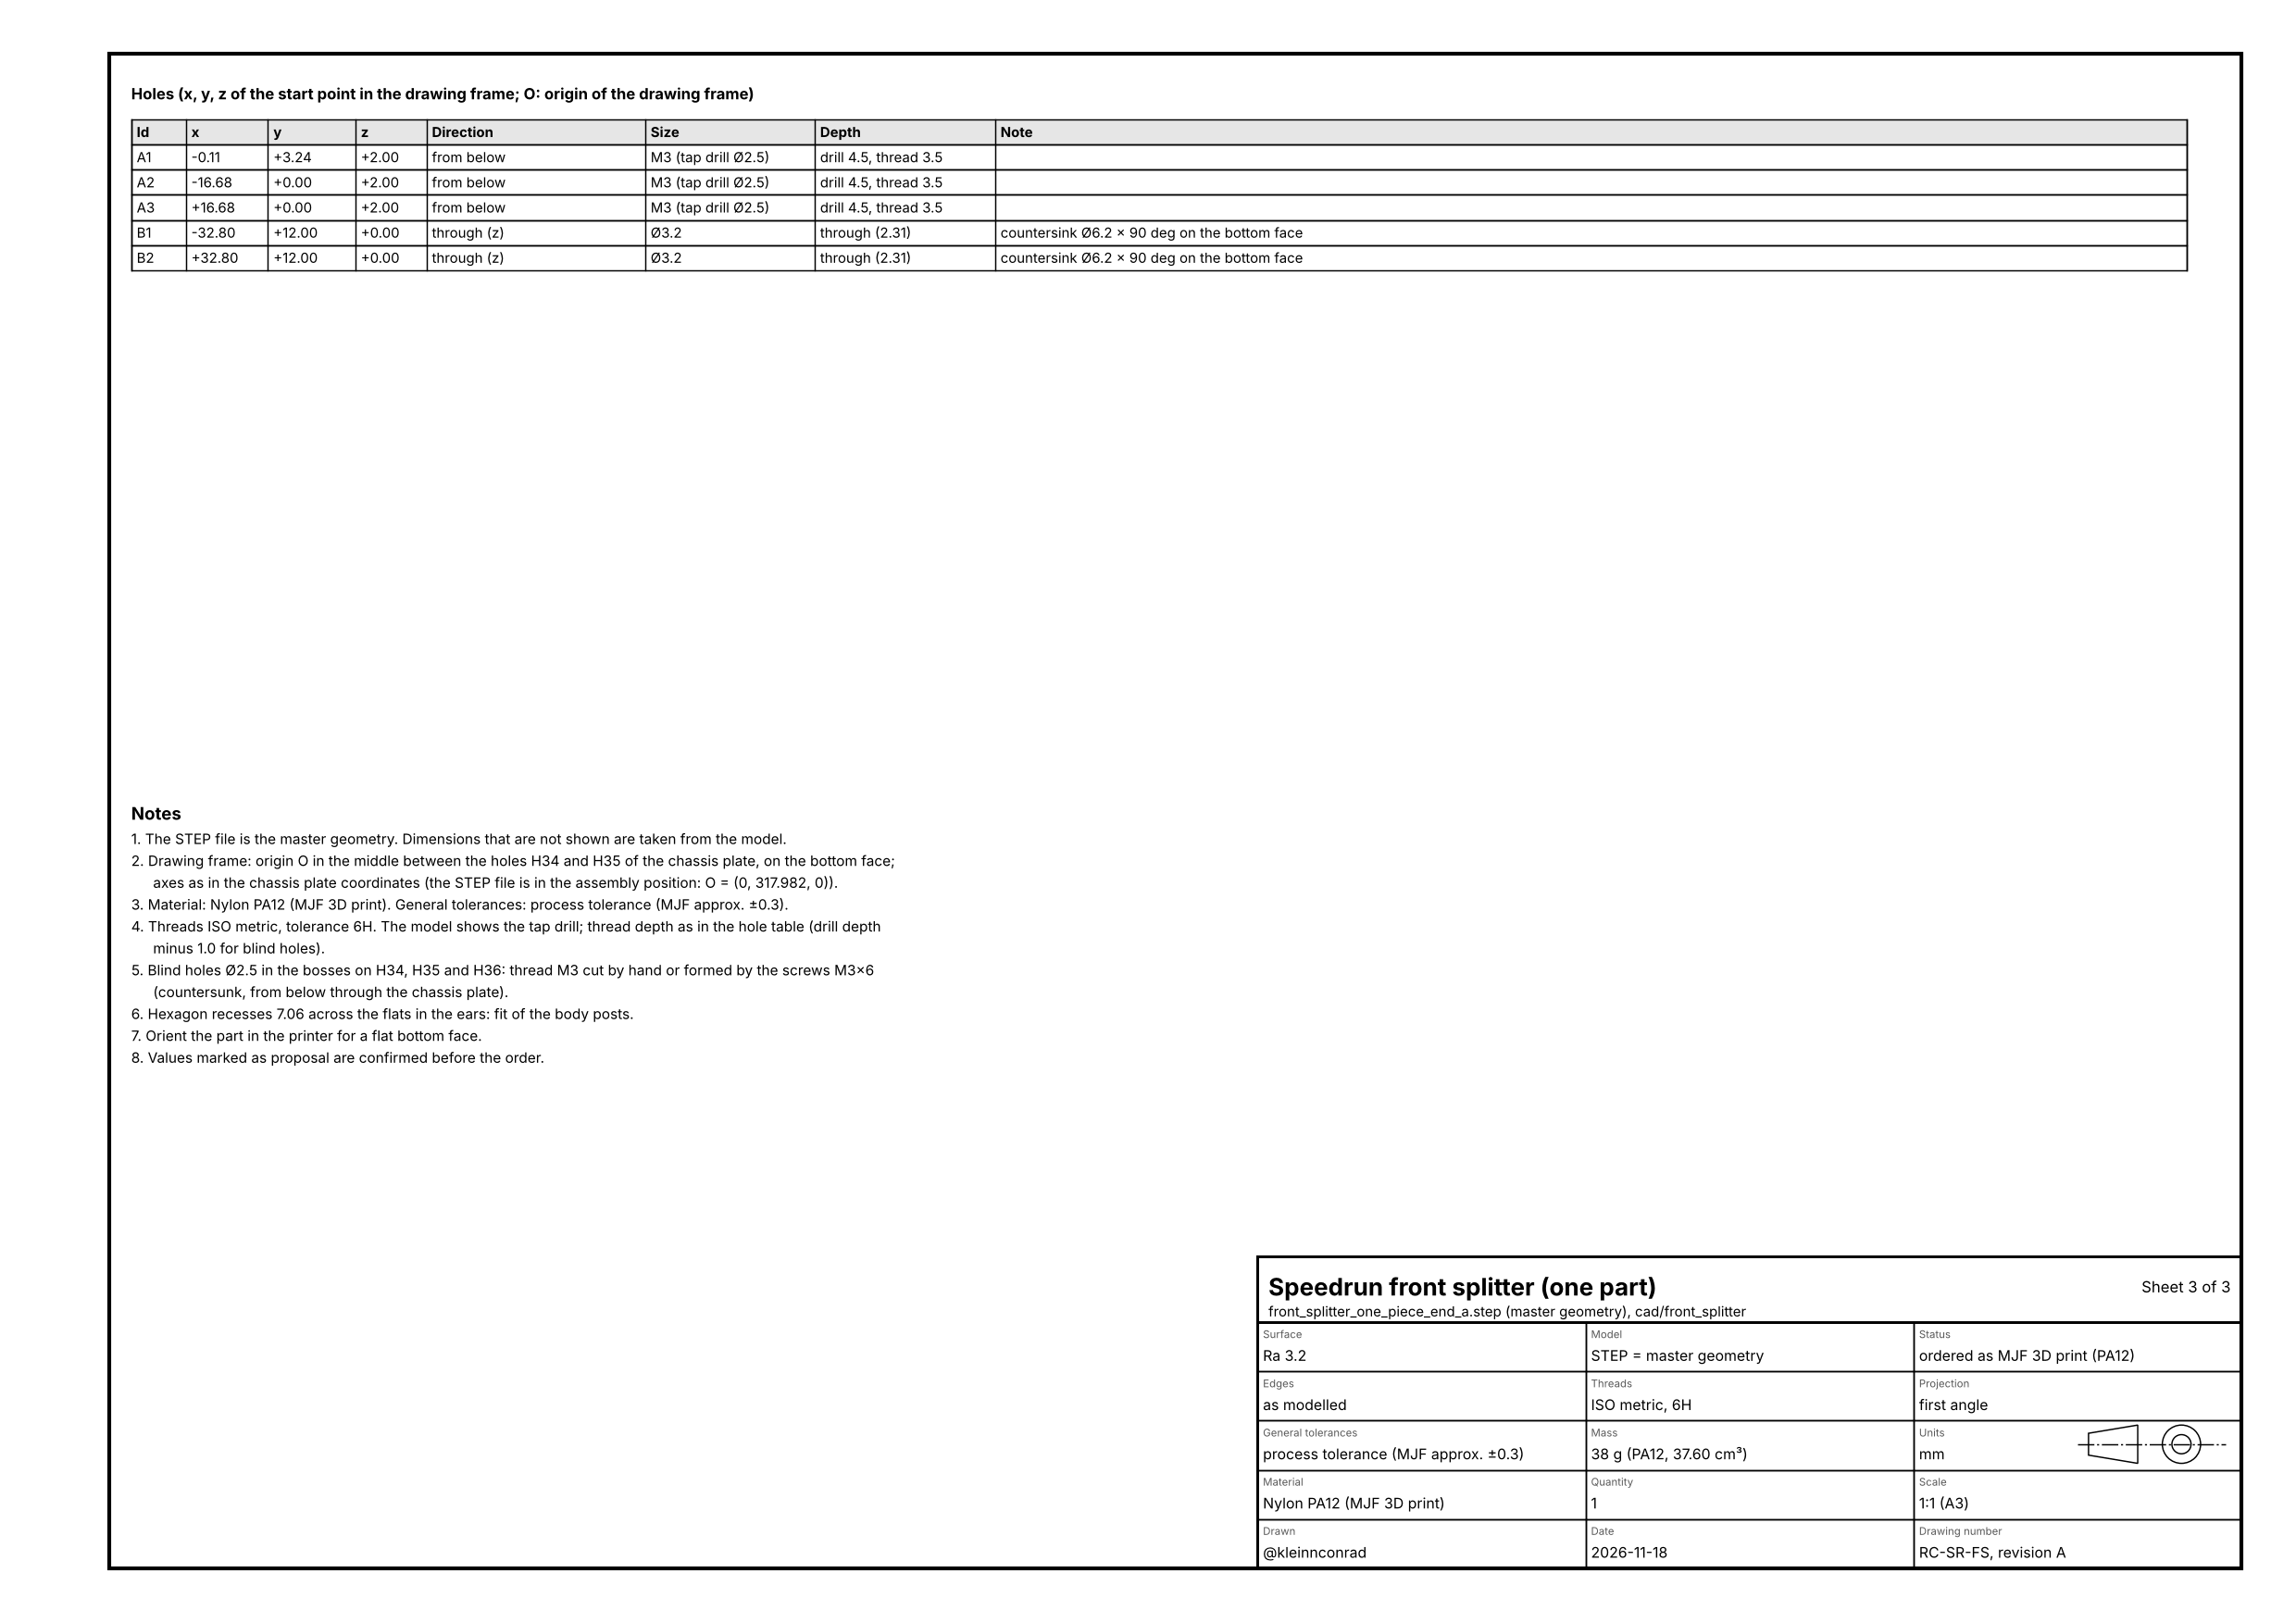 Holes (x, y, z of the start point in the drawing frame; O: origin of the drawing frame)
Id x y z Direction Size Depth Note
A1 -0.11 +3.24 +2.00 from below M3 (tap drill Ø2.5) drill 4.5, thread 3.5
A2 -16.68 +0.00 +2.00 from below M3 (tap drill Ø2.5) drill 4.5, thread 3.5
A3 +16.68 +0.00 +2.00 from below M3 (tap drill Ø2.5) drill 4.5, thread 3.5
B1 -32.80 +12.00 +0.00 through (z) Ø3.2 through (2.31) countersink Ø6.2 × 90 deg on the bottom face
B2 +32.80 +12.00 +0.00 through (z) Ø3.2 through (2.31) countersink Ø6.2 × 90 deg on the bottom face
Notes
1. The STEP file is the master geometry. Dimensions that are not shown are taken from the model.
2. Drawing frame: origin O in the middle between the holes H34 and H35 of the chassis plate, on the bottom face;
axes as in the chassis plate coordinates (the STEP file is in the assembly position: O = (0, 317.982, 0)).
3. Material: Nylon PA12 (MJF 3D print). General tolerances: process tolerance (MJF approx. ±0.3).
4. Threads ISO metric, tolerance 6H. The model shows the tap drill; thread depth as in the hole table (drill depth
minus 1.0 for blind holes).
5. Blind holes Ø2.5 in the bosses on H34, H35 and H36: thread M3 cut by hand or formed by the screws M3×6
(countersunk, from below through the chassis plate).
6. Hexagon recesses 7.06 across the flats in the ears: fit of the body posts.
7. Orient the part in the printer for a flat bottom face.
8. Values marked as proposal are confirmed before the order.
Speedrun front splitter (one part) Sheet 3 of 3
front_splitter_one_piece_end_a.step (master geometry), cad/front_splitter
Surface Model Status
Ra 3.2 STEP = master geometry ordered as MJF 3D print (PA12)
Edges Threads Projection
as modelled ISO metric, 6H first angle
General tolerances Mass Units
process tolerance (MJF approx. ±0.3) 38 g (PA12, 37.60 cm³) mm
Material Quantity Scale
Nylon PA12 (MJF 3D print) 1 1:1 (A3)
Drawn Date Drawing number
@kleinnconrad 2026-11-18 RC-SR-FS, revision A